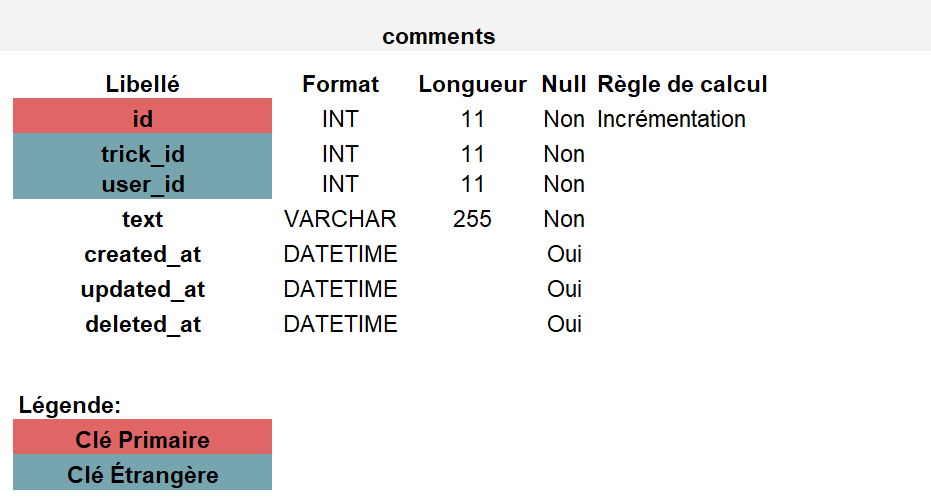 comments
Libellé Format Longueur Null Règle de calcul
id INT 11 Non Incrémentation
trick_id INT 11 Non
user_id INT 11 Non
text VARCHAR 255 Non
created_at DATETIME Oui
updated_at DATETIME Oui
deleted_at DATETIME Oui
Légende:
Clé Primaire
Clé Étrangère